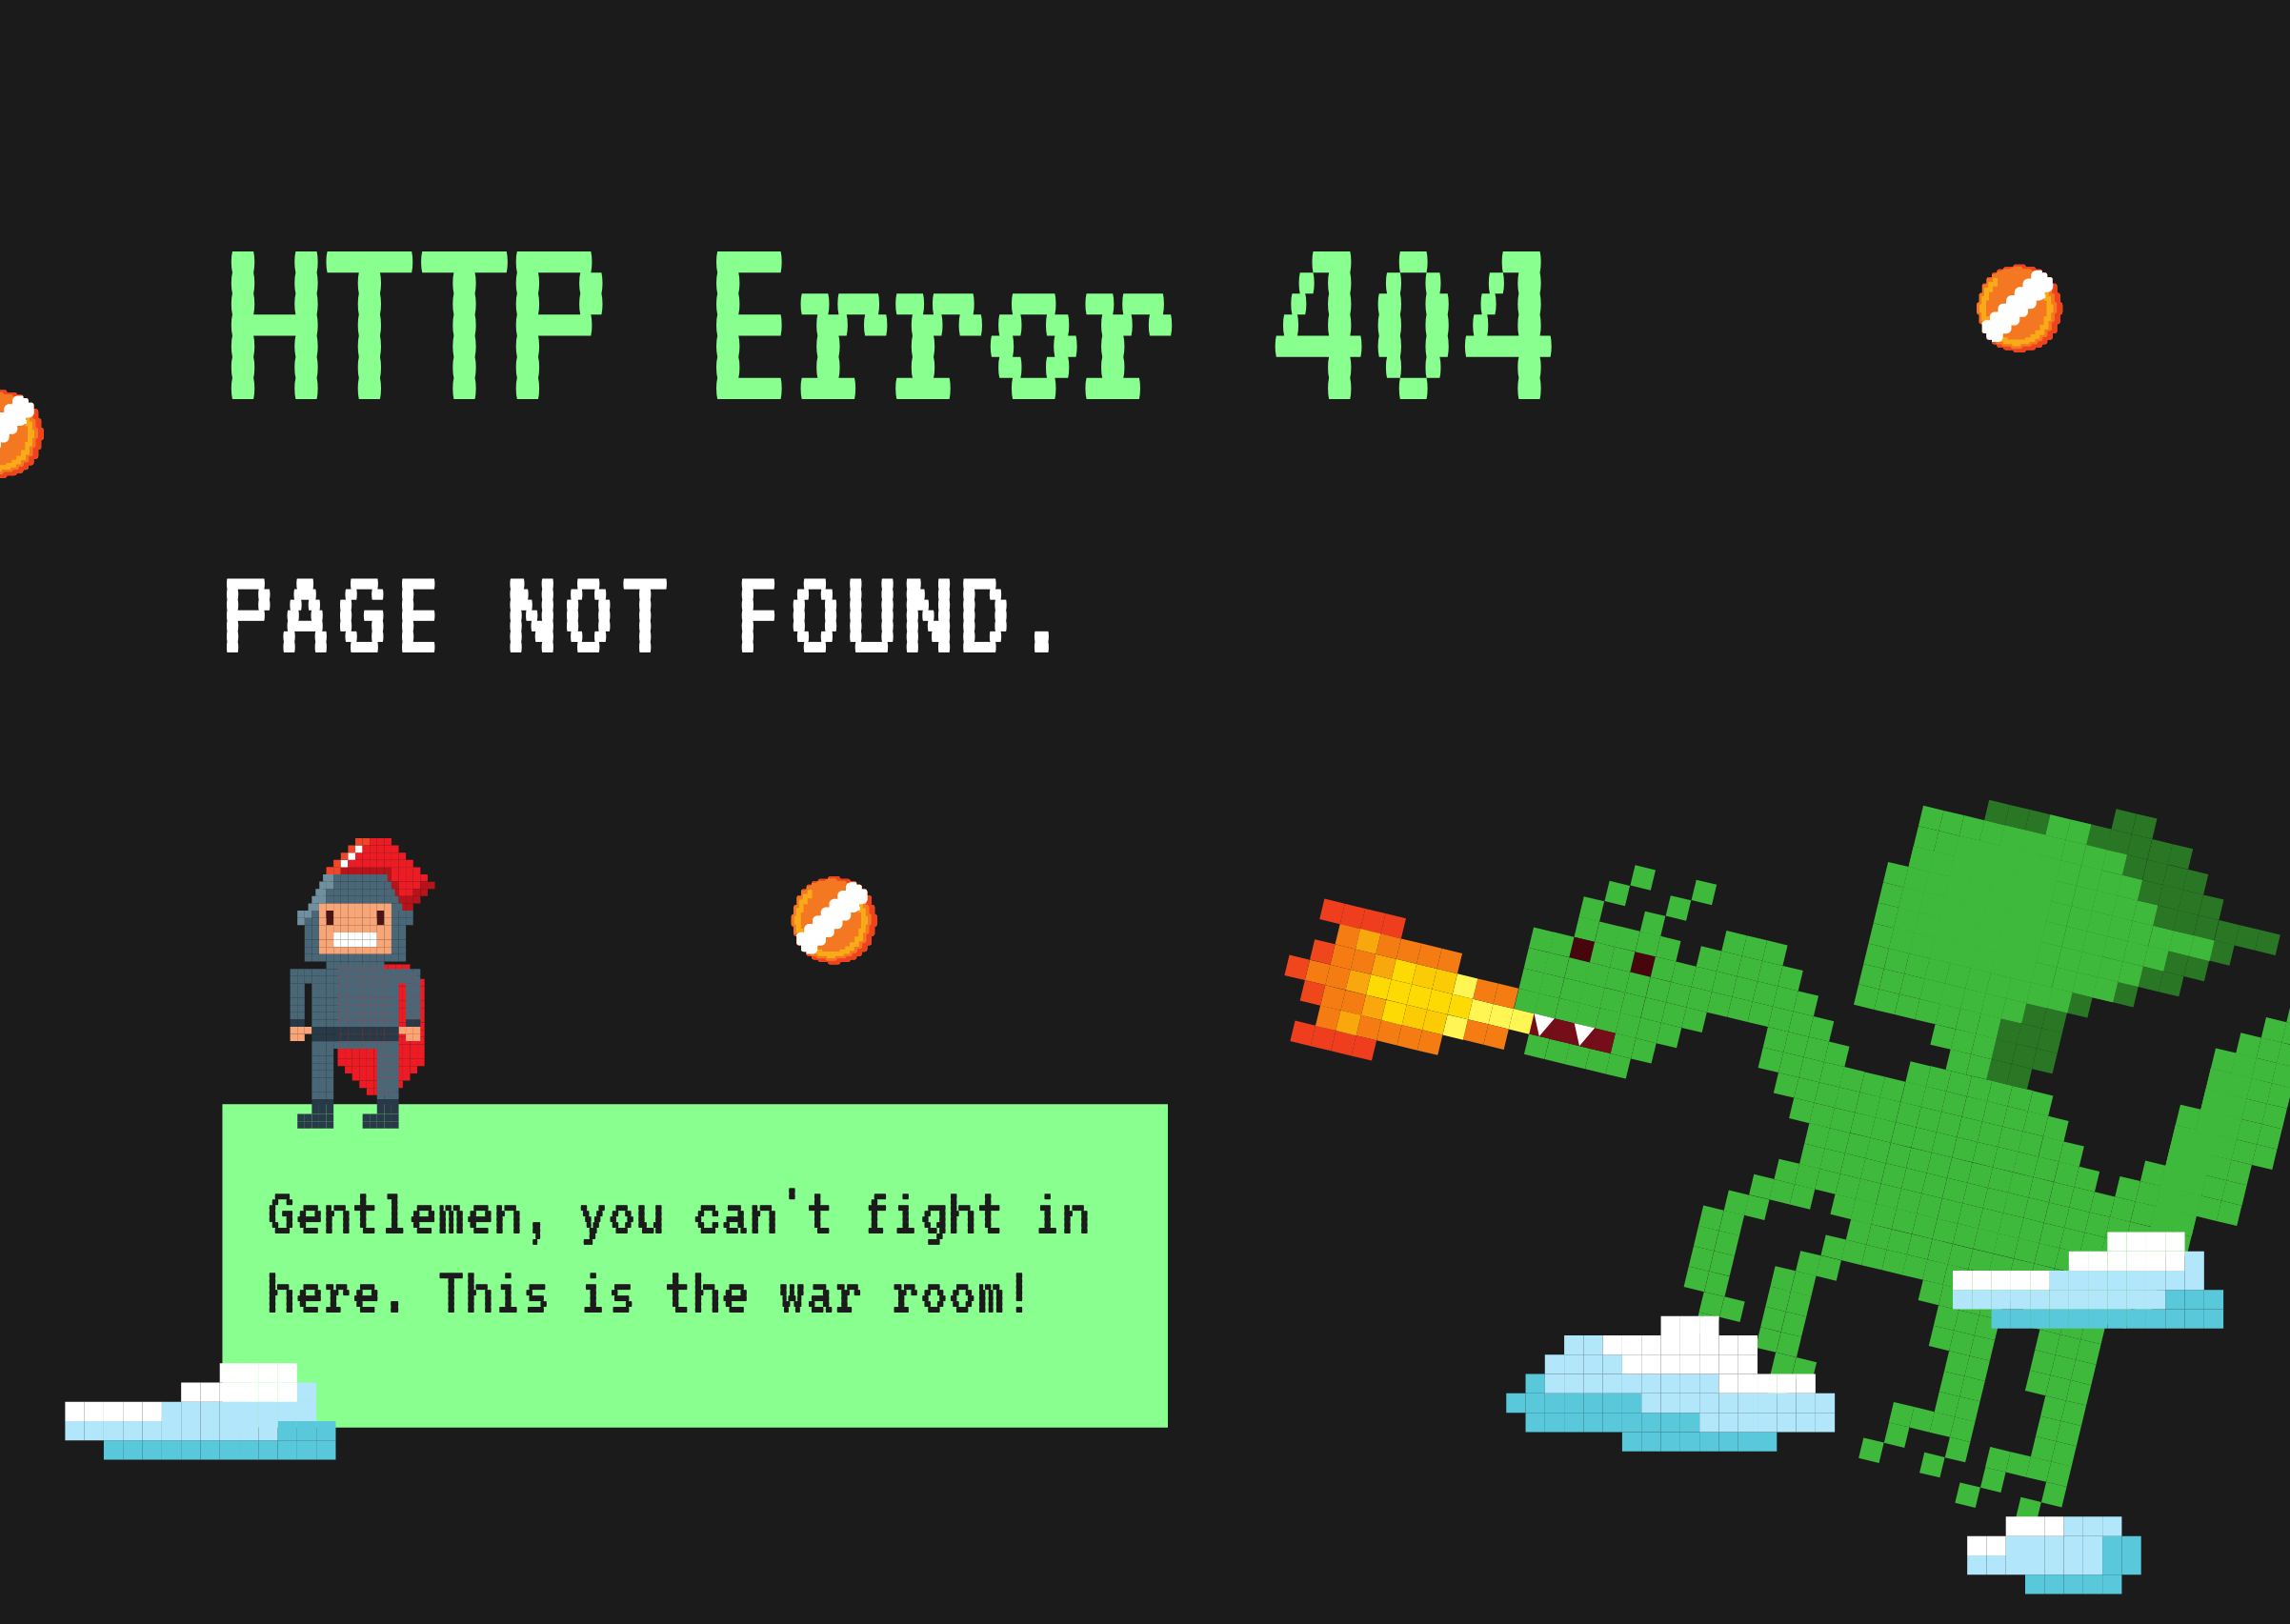 HTTP Error 404
PAGE NOT FOUND.
Gentlemen, you can't fight in
here. This is the war room!